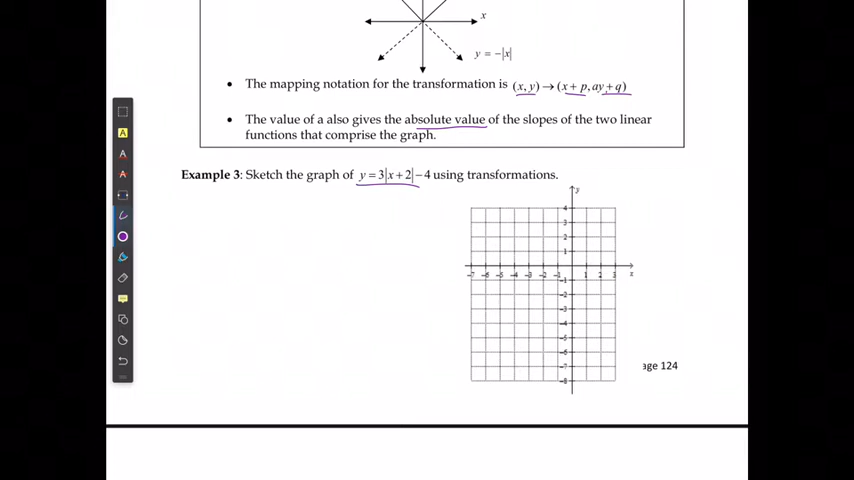 x
y = −|x|
• The mapping notation for the transformation is (x, y) → (x + p, ay + q)
• The value of a also gives the absolute value of the slopes of the two linear
functions that comprise the graph.
Example 3: Sketch the graph of y = 3|x + 2| − 4 using transformations.
y
4
3
2
1
−7 −6 −5 −4 −3 −2 −1 1 2 3 x
−1
−2
−3
−4
−5
−6
−7
−8
age 124
A
A
A